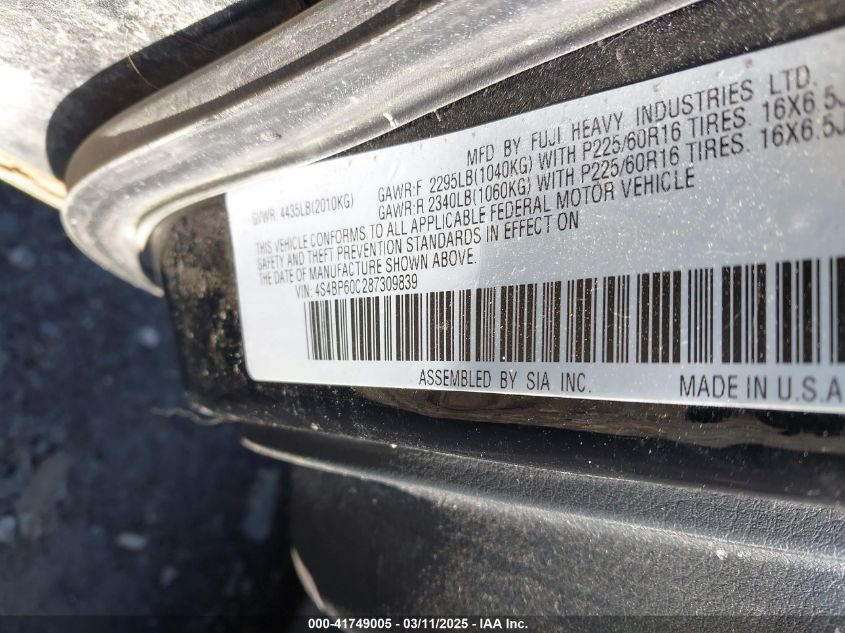 MFD BY FUJI HEAVY INDUSTRIES LTD.
GVWR: 4435LB(2010KG)
GAWR:F 2295LB(1040KG) WITH P225/60R16 TIRES. 16X6.5J
GAWR:R 2340LB(1060KG) WITH P225/60R16 TIRES. 16X6.5J
THIS VEHICLE CONFORMS TO ALL APPLICABLE FEDERAL MOTOR VEHICLE
SAFETY AND THEFT PREVENTION STANDARDS IN EFFECT ON
THE DATE OF MANUFACTURE SHOWN ABOVE.
VIN: 4S4BP60C287309839
ASSEMBLED BY SIA INC.
MADE IN U.S.A
000-41749005 - 03/11/2025 - IAA Inc.